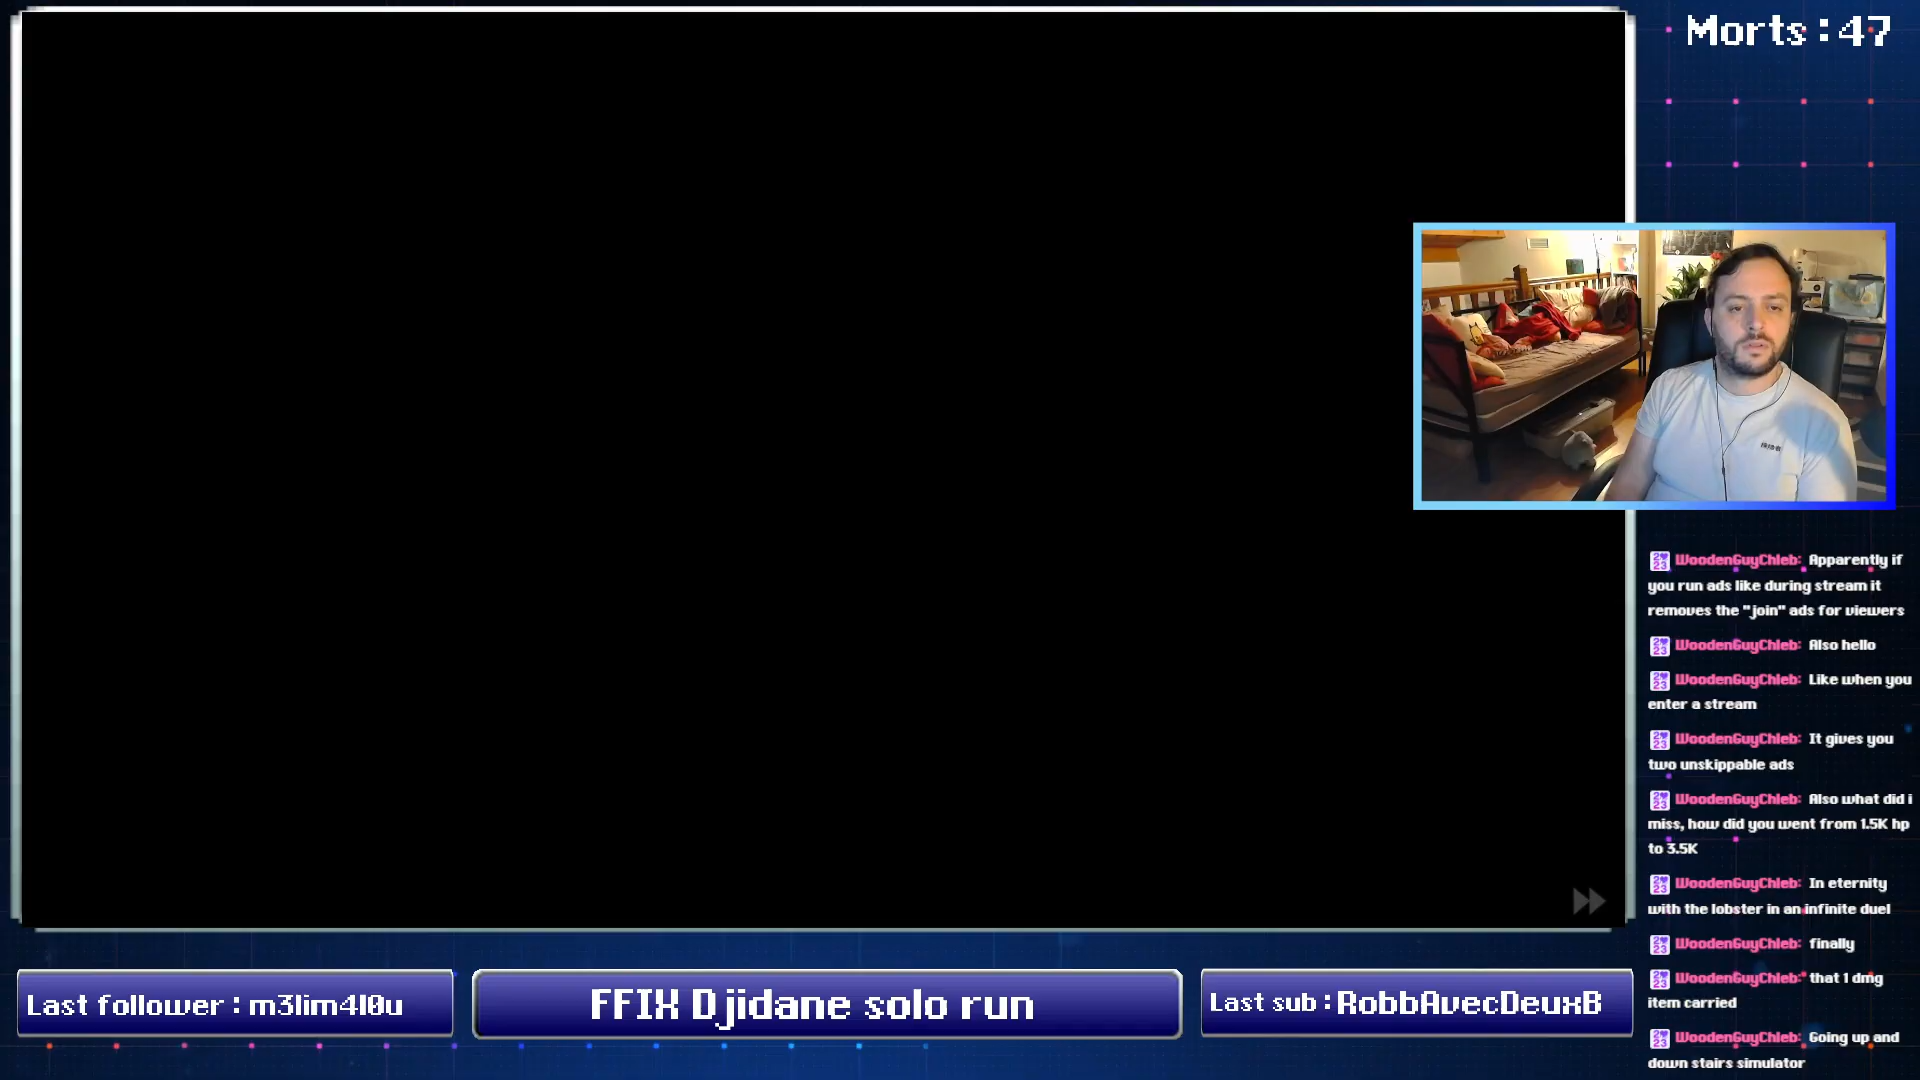 Morts : 47
WoodenGuyChleb: Apparently if
you run ads like during stream it
removes the "join" ads for viewers
WoodenGuyChleb: Also hello
WoodenGuyChleb: Like when you
enter a stream
WoodenGuyChleb: It gives you
two unskippable ads
WoodenGuyChleb: Also what did i
miss, how did you went from 1.5K hp
to 3.5K
WoodenGuyChleb: In eternity
with the lobster in an infinite duel
WoodenGuyChleb: finally
WoodenGuyChleb: that 1 dmg
item carried
WoodenGuyChleb: Going up and
down stairs simulator
Last follower : m3lim4l0u
FFIX Djidane solo run
Last sub : RobbAvecDeuxB